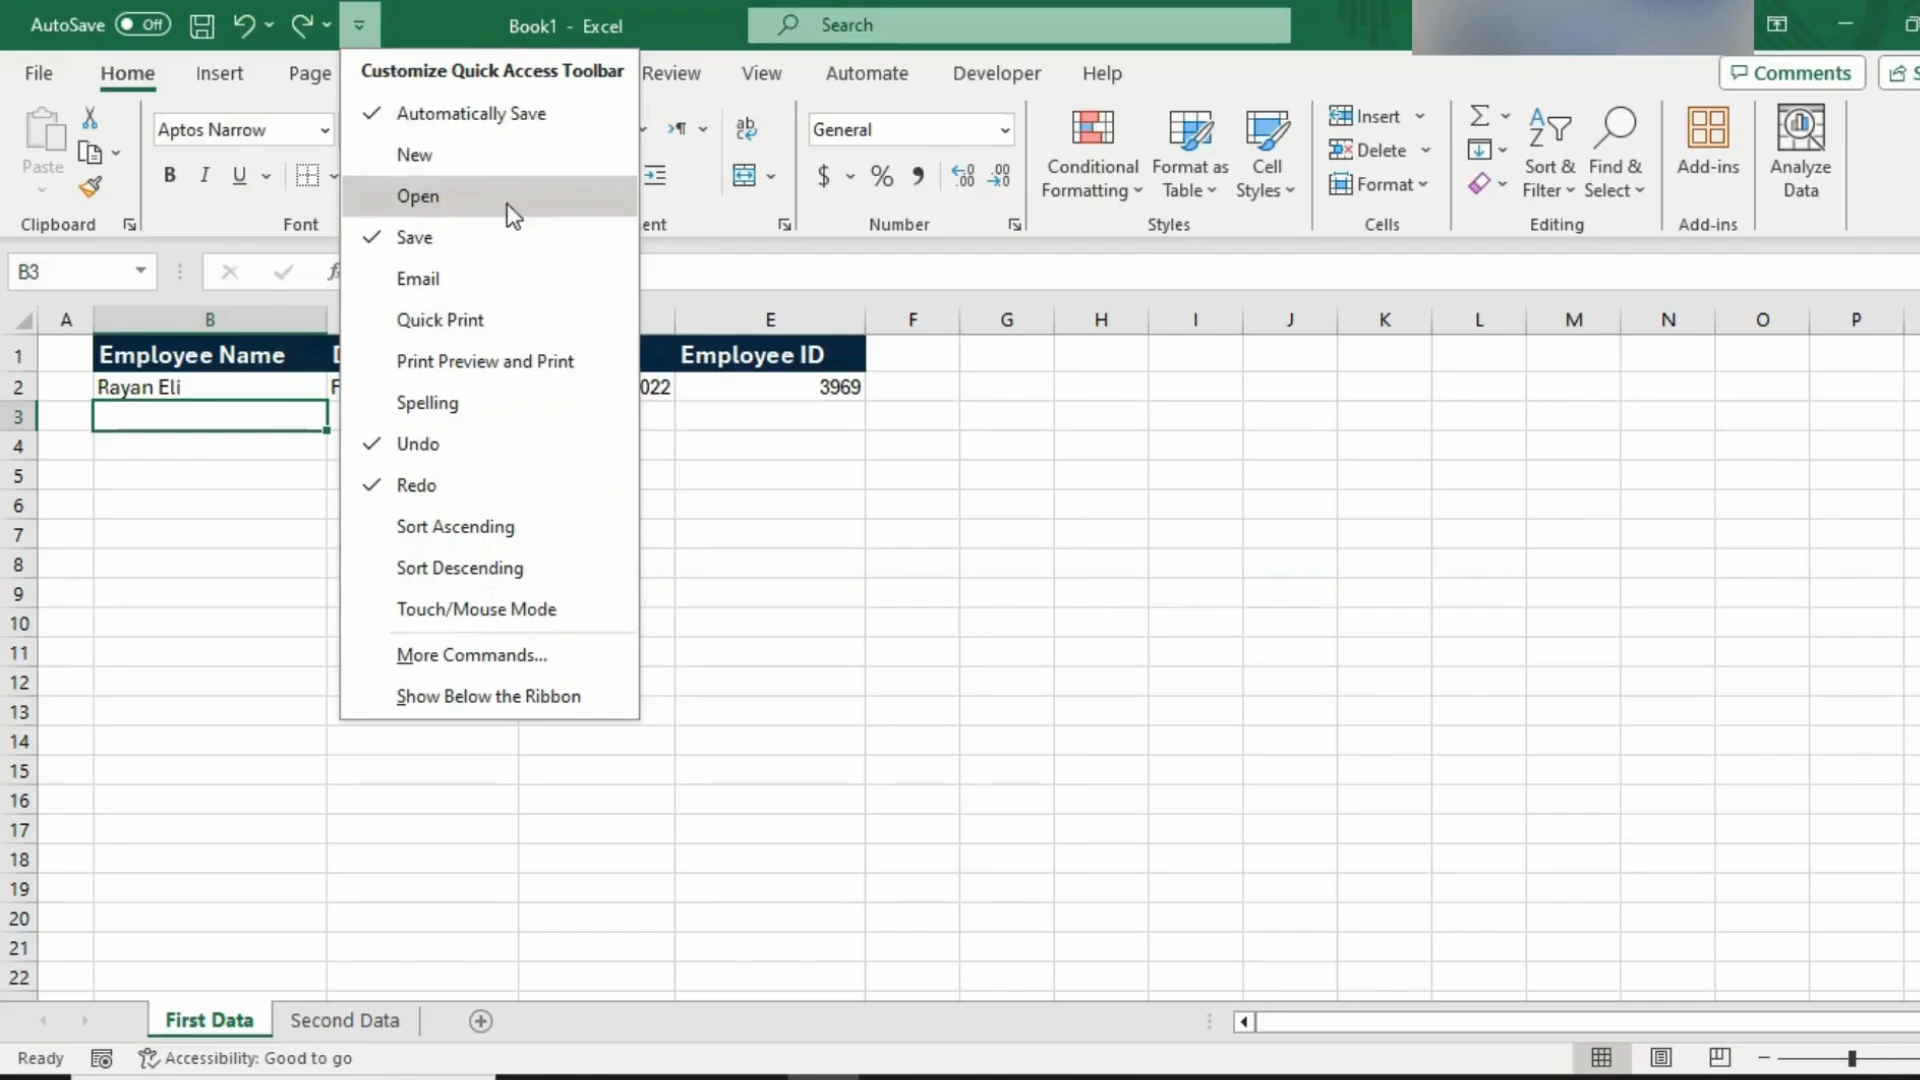 AutoSave Off
Book1 - Excel
Search
File Home Insert Page Review View Automate Developer Help
Comments
Customize Quick Access Toolbar
Automatically Save
New
Open
Save
Email
Quick Print
Print Preview and Print
Spelling
Undo
Redo
Sort Ascending
Sort Descending
Touch/Mouse Mode
More Commands...
Show Below the Ribbon
Paste
Clipboard
Aptos Narrow
B I U
Font
ab
ent
General
$ % ,
Number
Conditional
Formatting
Format as
Table
Cell
Styles
Styles
Insert
Delete
Format
Cells
Sort &
Filter
Find &
Select
Editing
Add-ins
Add-ins
Analyze
Data
B3
A B E F G H I J K L M N O P
1 Employee Name Employee ID
2 Rayan Eli F 022 3969
3
4
5
6
7
8
9
10
11
12
13
14
15
16
17
18
19
20
21
22
First Data Second Data
Ready Accessibility: Good to go